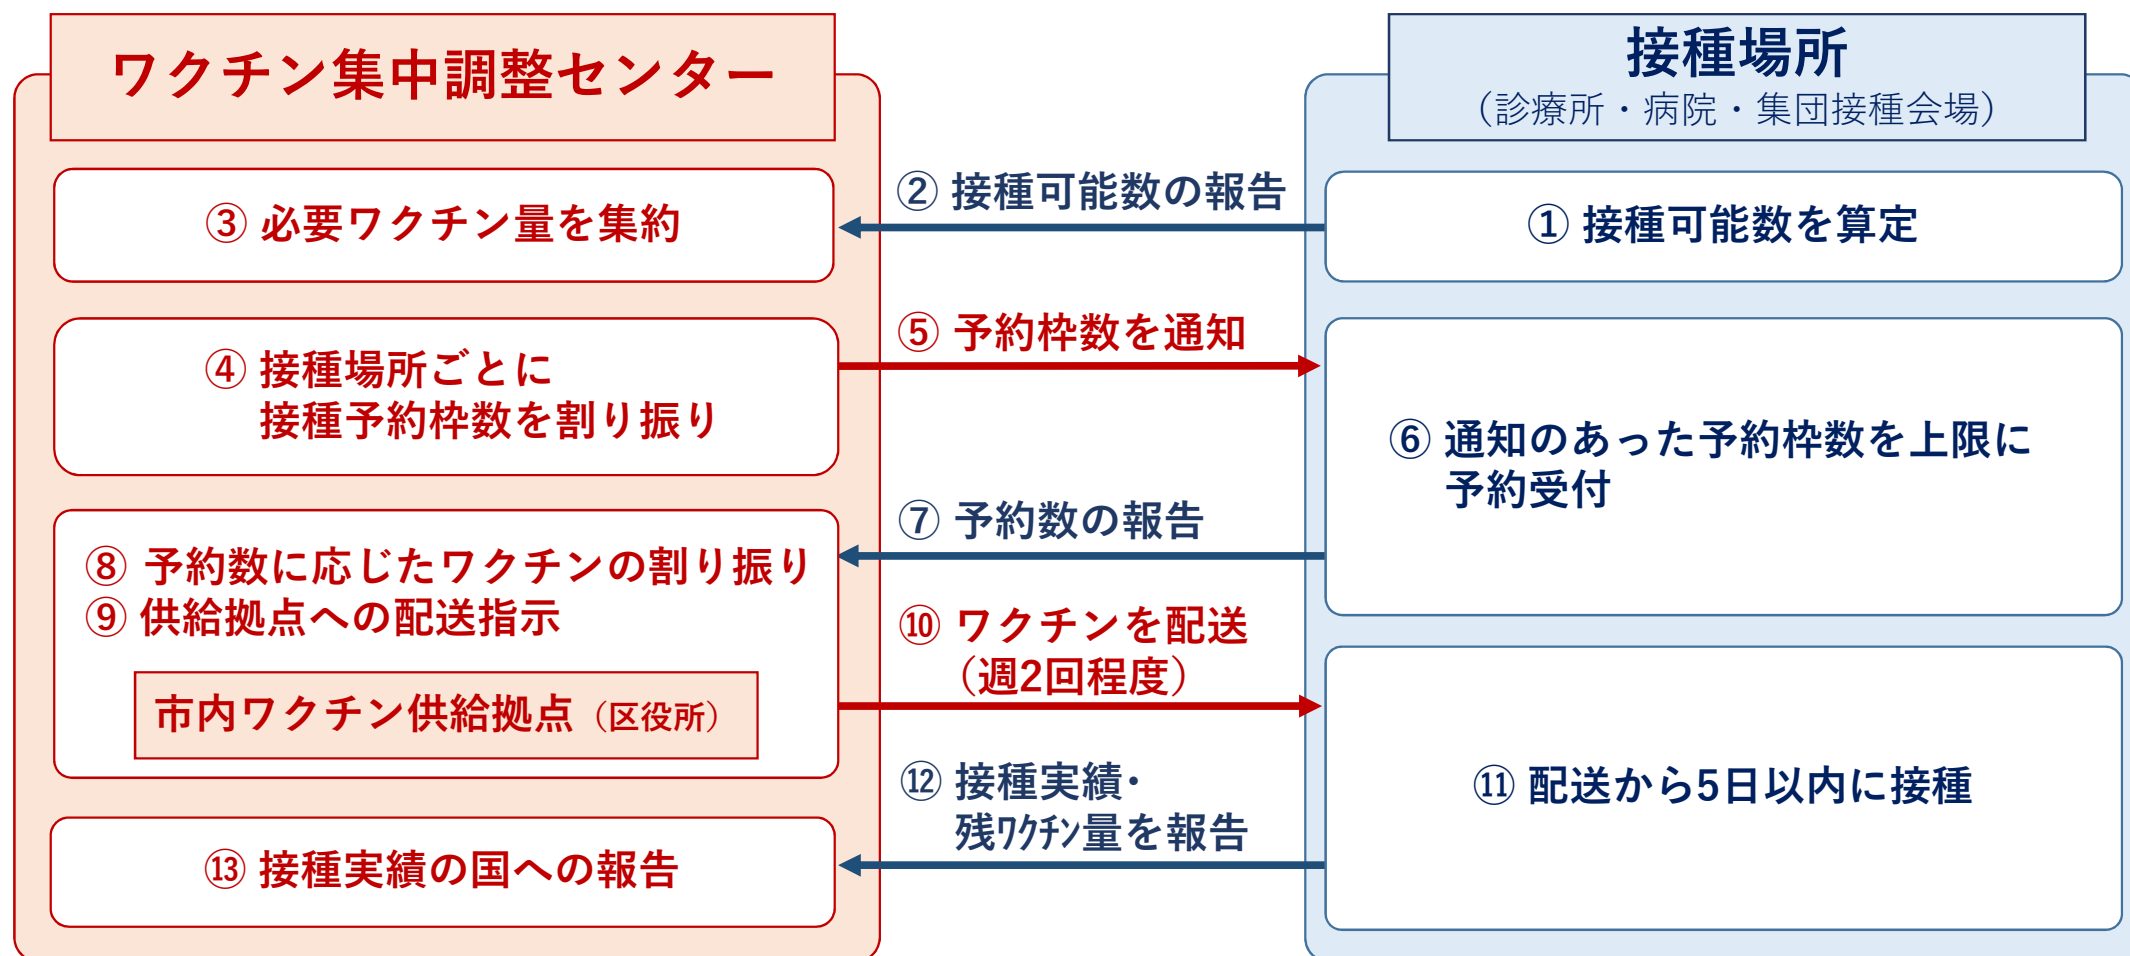 ワクチン集中調整センター
接種場所
（診療所・病院・集団接種会場）
① 接種可能数を算定
② 接種可能数の報告
③ 必要ワクチン量を集約
④ 接種場所ごとに
接種予約枠数を割り振り
⑤ 予約枠数を通知
⑥ 通知のあった予約枠数を上限に
予約受付
⑦ 予約数の報告
⑧ 予約数に応じたワクチンの割り振り
⑨ 供給拠点への配送指示
市内ワクチン供給拠点（区役所）
⑩ ワクチンを配送
（週2回程度）
⑪ 配送から5日以内に接種
⑫ 接種実績・
残ﾜｸﾁﾝ量を報告
⑬ 接種実績の国への報告